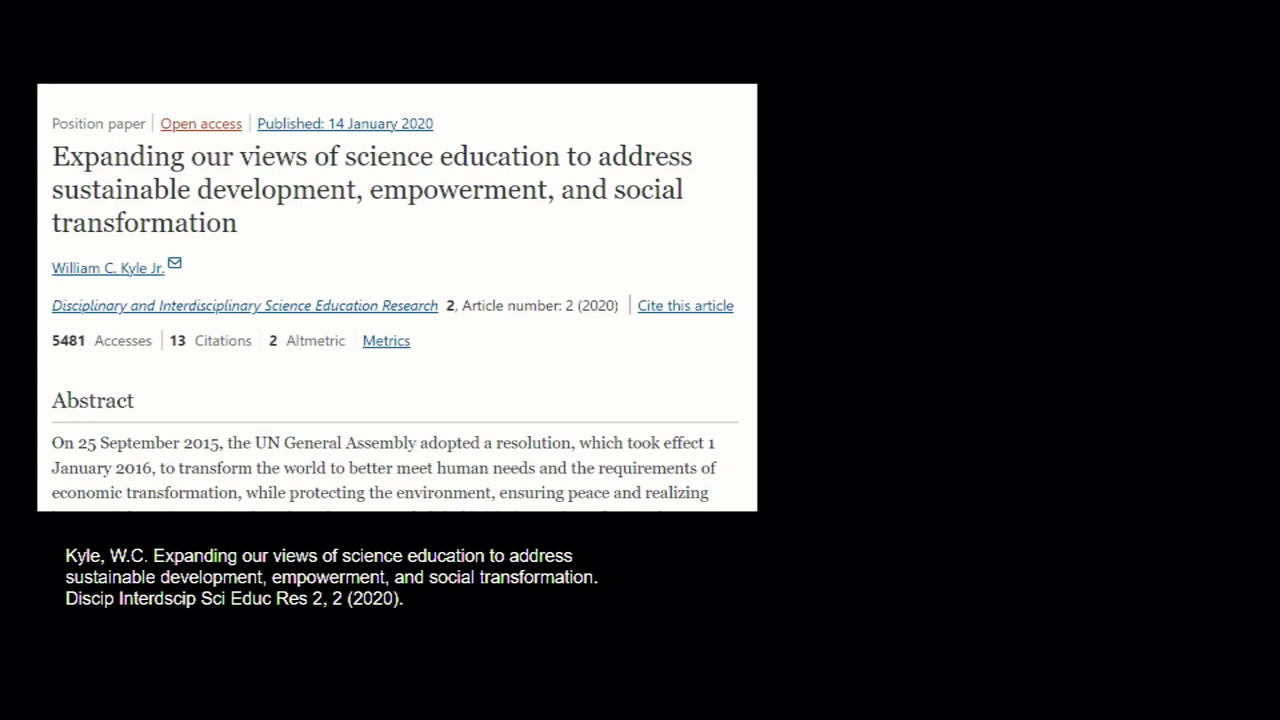 Position paper | Open access | Published: 14 January 2020
Expanding our views of science education to address
sustainable development, empowerment, and social
transformation
William C. Kyle Jr.
Disciplinary and Interdisciplinary Science Education Research 2, Article number: 2 (2020) | Cite this article
5481 Accesses | 13 Citations 2 Altmetric Metrics
Abstract
On 25 September 2015, the UN General Assembly adopted a resolution, which took effect 1
January 2016, to transform the world to better meet human needs and the requirements of
economic transformation, while protecting the environment, ensuring peace and realizing
Kyle, W.C. Expanding our views of science education to address
sustainable development, empowerment, and social transformation.
Discip Interdscip Sci Educ Res 2, 2 (2020).